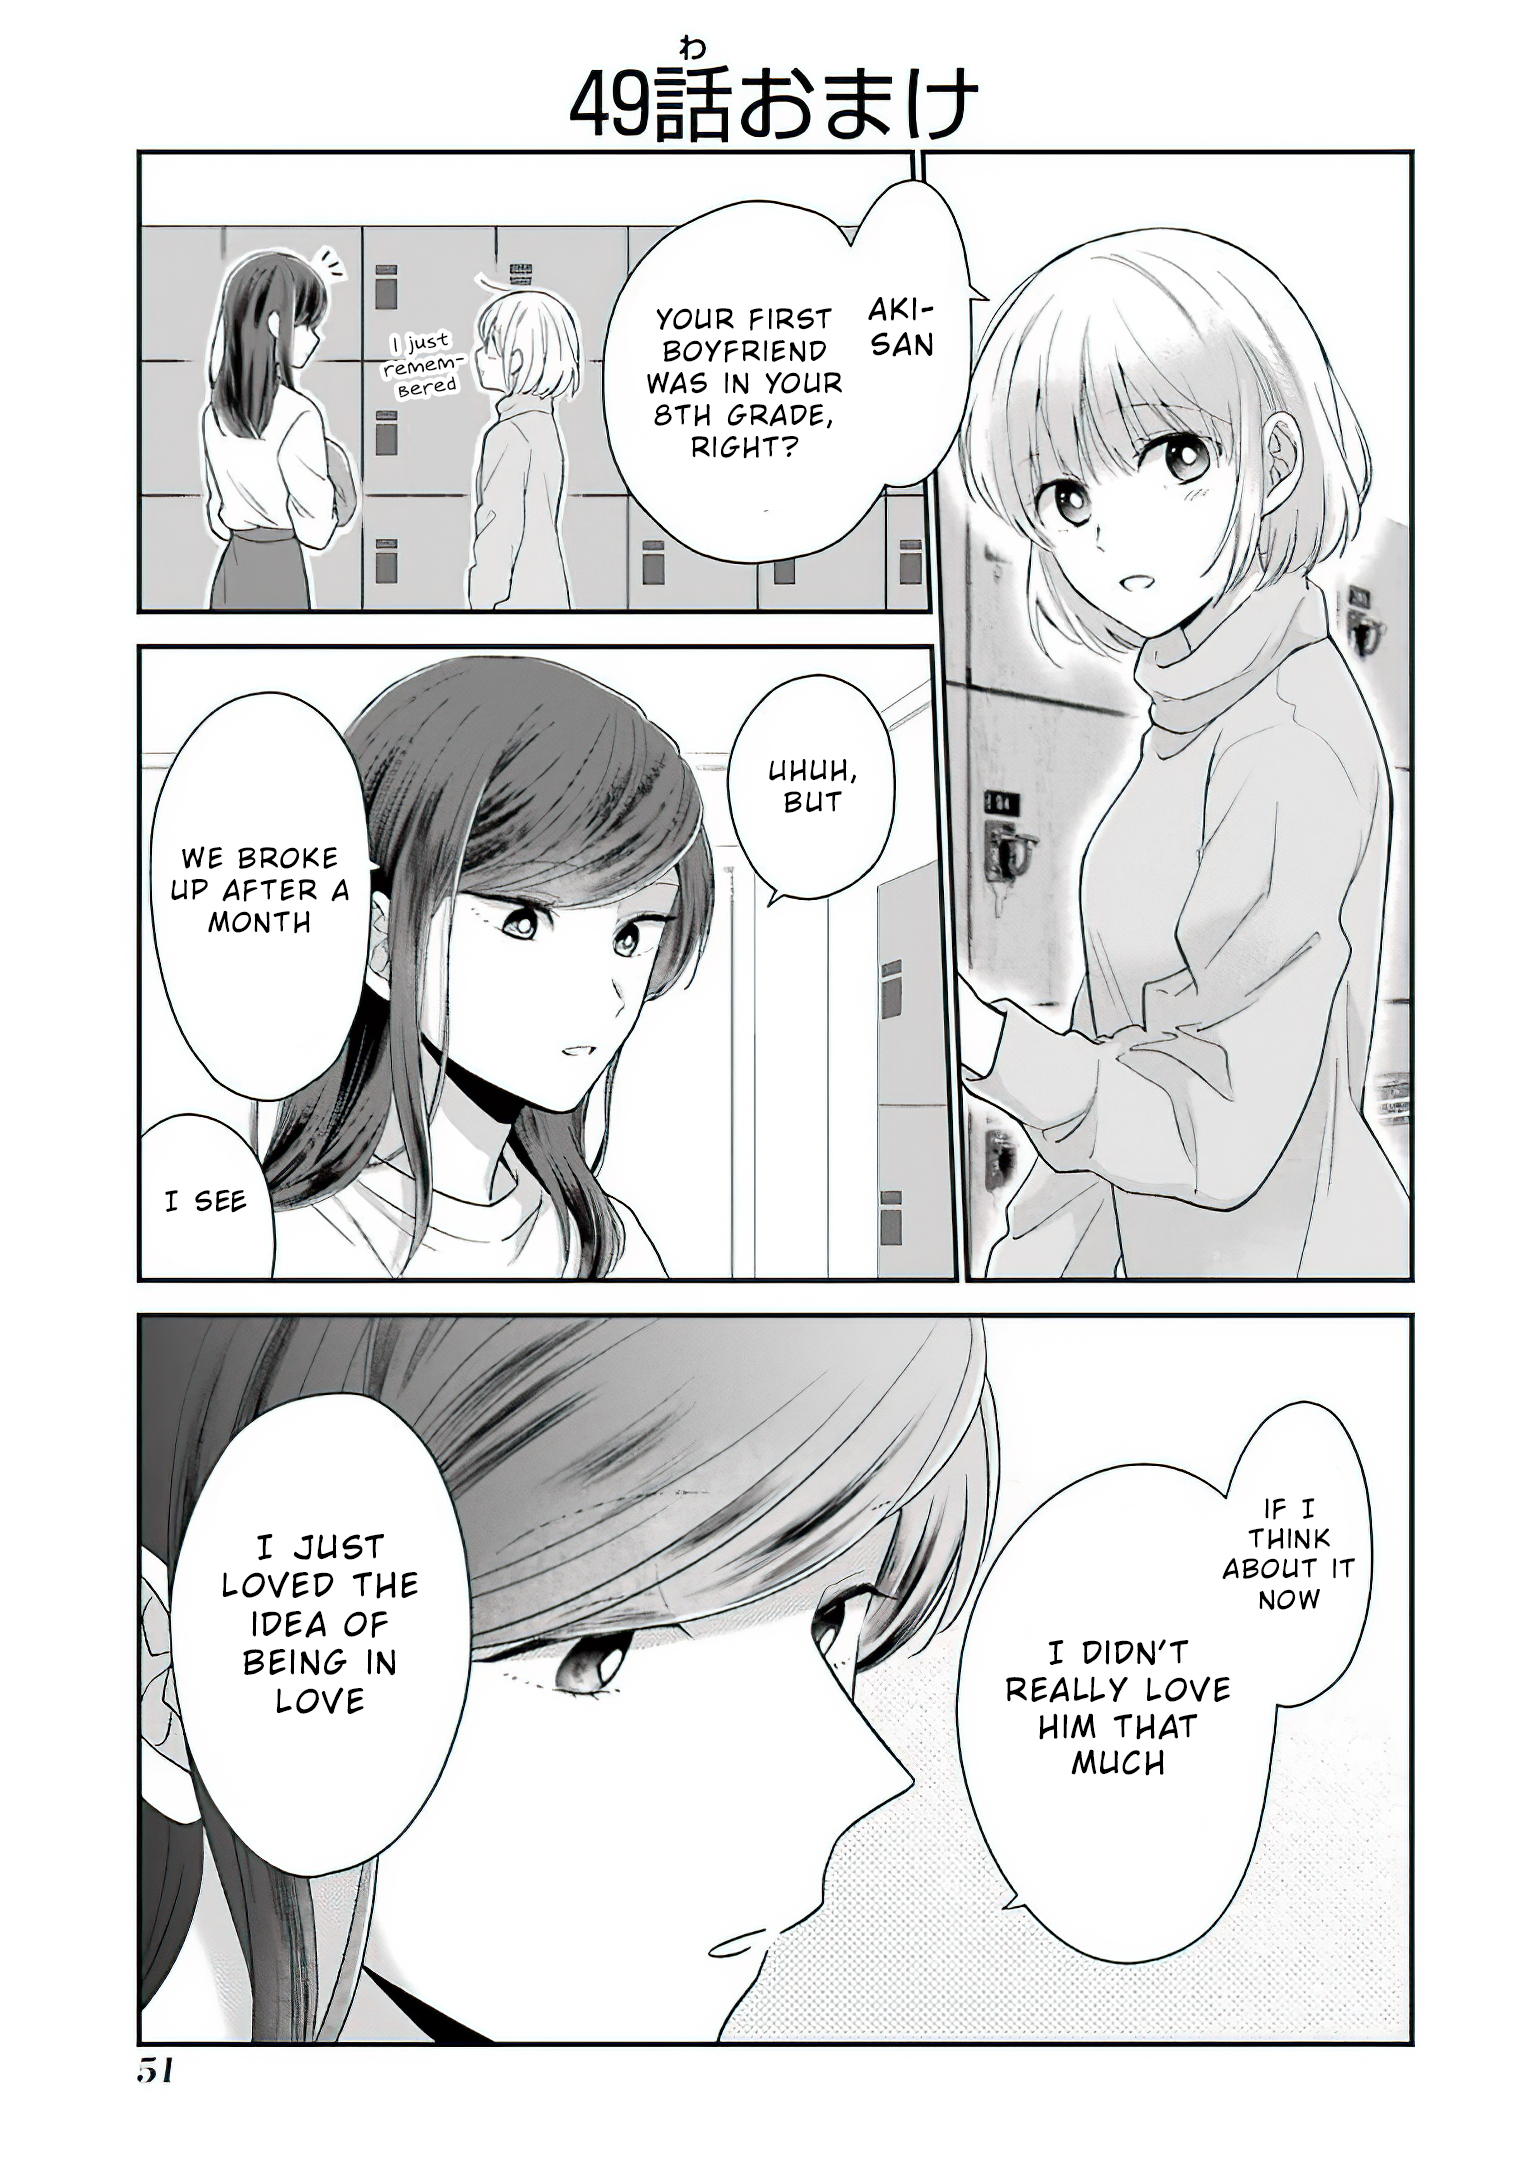 わ
49話おまけ
AKI-
SAN
YOUR FIRST
BOYFRIEND
WAS IN YOUR
8TH GRADE,
RIGHT?
I just
remem-
Bered
104
UHUH,
BUT
WE BROKE
UP AFTER A
MONTH
I SEE
IF I
THINK
ABOUT IT
NOW
I DIDN'T
REALLY LOVE
HIM THAT
MUCH
I JUST
LOVED THE
IDEA OF
BEING IN
LOVE
51